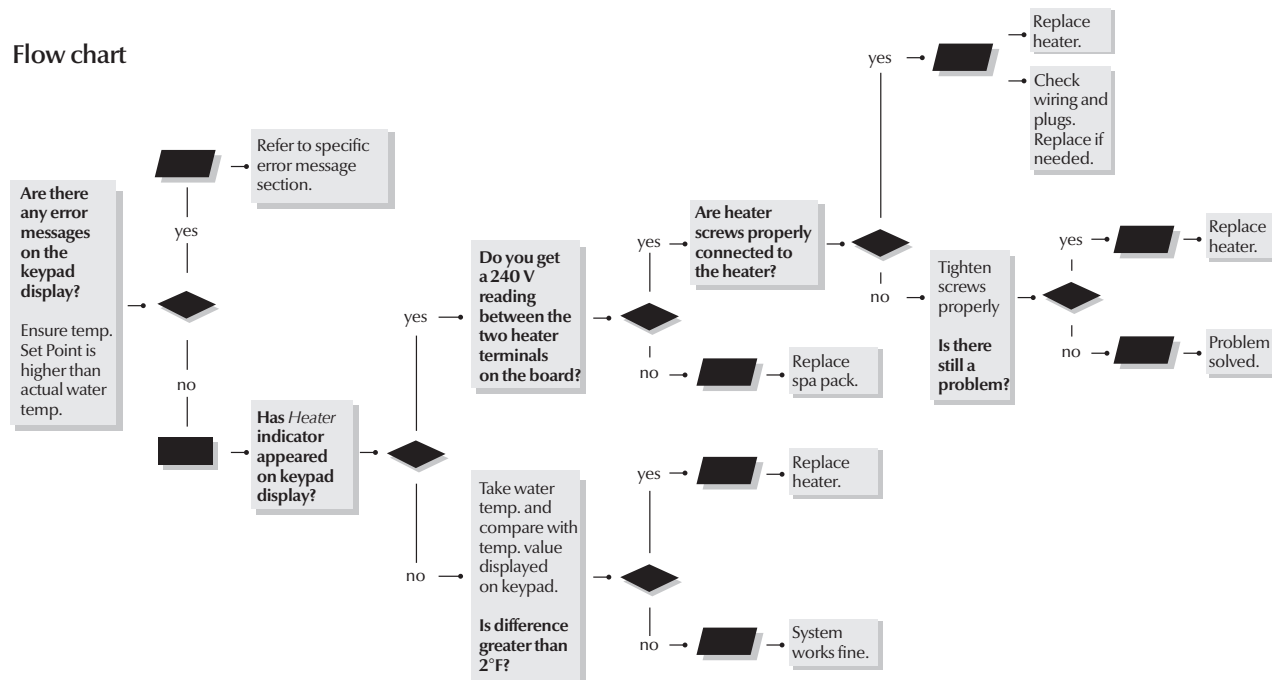 Flow chart
Are there
any error
messages
on the
keypad
display?
Ensure temp.
Set Point is
higher than
actual water
temp.
yes
no
Refer to specific
error message
section.
Has Heater
indicator
appeared
on keypad
display?
yes
no
Do you get
a 240 V
reading
between the
two heater
terminals
on the board?
yes
no
Replace
spa pack.
Are heater
screws properly
connected to
the heater?
yes
no
Replace
heater.
Check
wiring and
plugs.
Replace if
needed.
Tighten
screws
properly
Is there
still a
problem?
yes
no
Replace
heater.
Problem
solved.
Take water
temp. and
compare with
temp. value
displayed
on keypad.
Is difference
greater than
2°F?
yes
no
Replace
heater.
System
works fine.